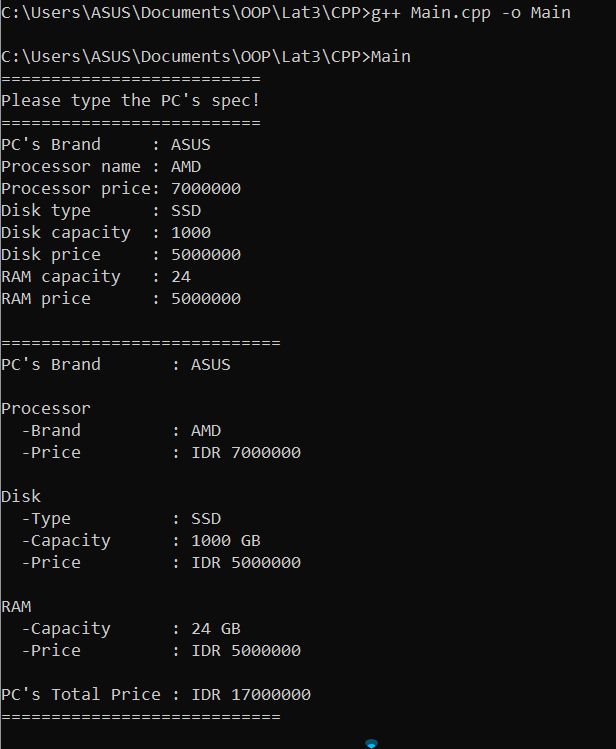 C:\Users\ASUS\Documents\OOP\Lat3\CPP>g++ Main.cpp -o Main
C:\Users\ASUS\Documents\OOP\Lat3\CPP>Main
==========================
Please type the PC's spec!
==========================
PC's Brand     : ASUS
Processor name : AMD
Processor price: 7000000
Disk type      : SSD
Disk capacity  : 1000
Disk price     : 5000000
RAM capacity   : 24
RAM price      : 5000000
============================
PC's Brand       : ASUS
Processor
  -Brand         : AMD
  -Price         : IDR 7000000
Disk
  -Type          : SSD
  -Capacity      : 1000 GB
  -Price         : IDR 5000000
RAM
  -Capacity      : 24 GB
  -Price         : IDR 5000000
PC's Total Price : IDR 17000000
============================